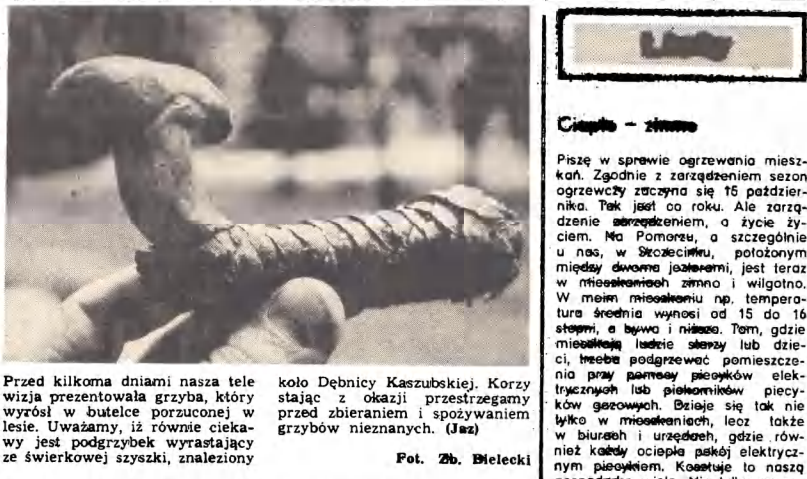 Przed kilkoma dniami nasza tele
wizja prezentowała grzyba, który
wyrósł w butelce porzuconej w
lesie. Uważamy, iż równie cieka-
wy jest podgrzybek wyrastający
ze świerkowej szyszki, znaleziony
koło Dębnicy Kaszubskiej. Korzy
stając z okazji przestrzegamy
przed zbieraniem i spożywaniem
grzybów nieznanych. (Jaz)
Fot. Zb. Bielecki
Ciepło – zimno
Piszę w sprawie ogrzewania miesz-
kań. Zgodnie z zarządzeniem sezon
ogrzewczy zaczyna się 15 paździer-
nika. Tak jest co roku. Ale zarzą-
dzenie zarządzeniem, a życie ży-
ciem. Na Pomorzu, a szczególnie
u nas, w Szczecinku, położonym
między dwoma jeziorami, jest teraz
w mieszkaniach zimno i wilgotno.
W moim mieszkaniu np. tempera-
tura średnia wynosi od 15 do 16
stopni, a bywa i niższa. Tam, gdzie
mieszkają ludzie starzy lub dzie-
ci, trzeba podgrzewać pomieszcze-
nia przy pomocy piecyków elek-
trycznych lub piekarników piecy-
ków gazowych. Dzieje się tak nie
tylko w mieszkaniach, lecz także
w biurach i urzędach, gdzie rów-
nież każdy ociepla pokój elektrycz-
nym piecykiem. Kosztuje to naszą